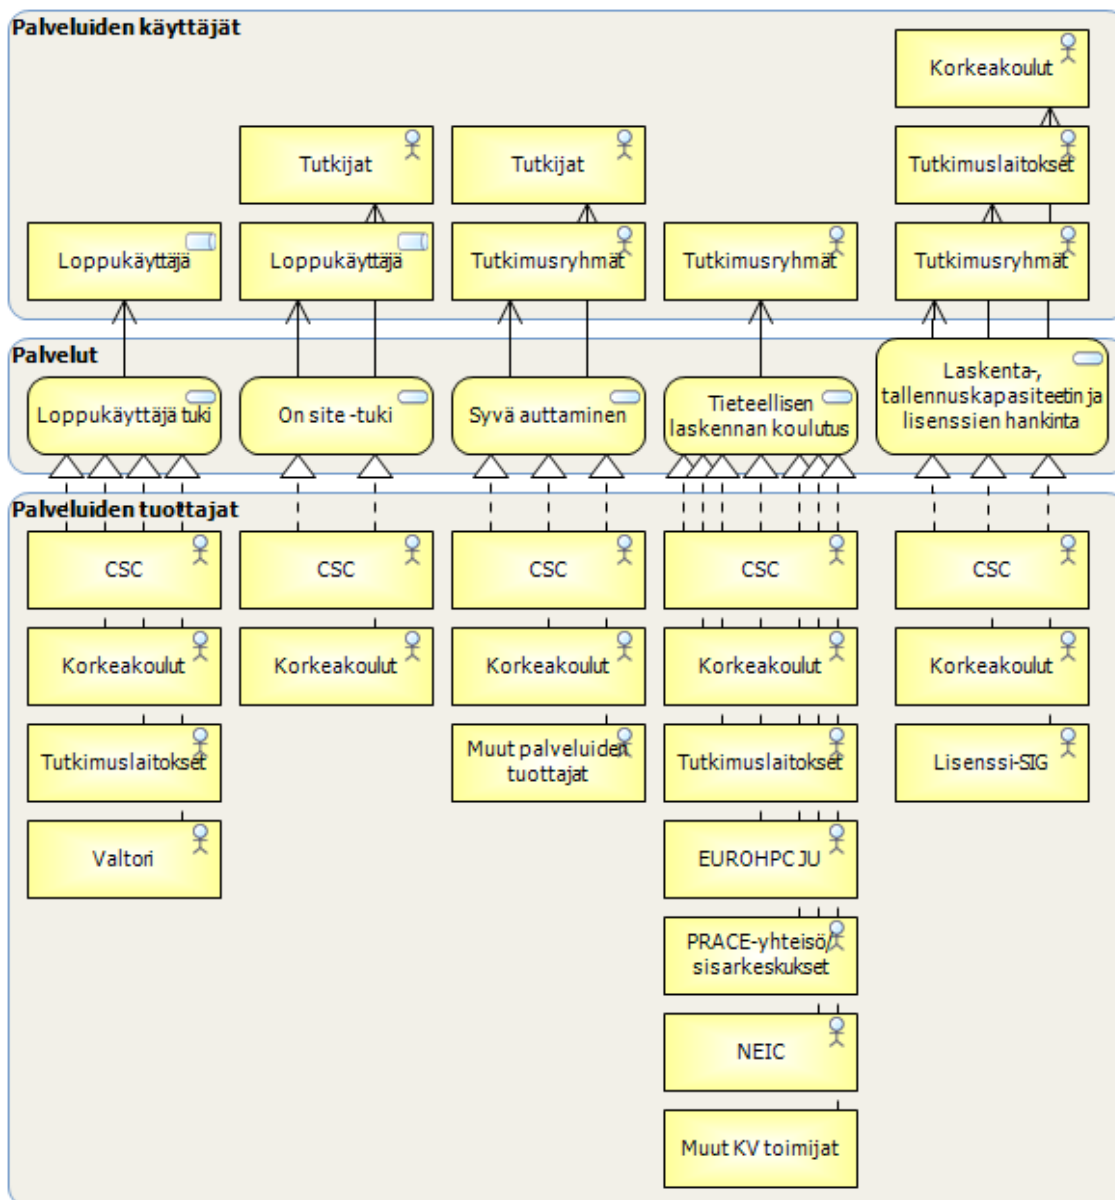 Palveluiden käyttäjät
Korkeakoulut
Tutkijat
Tutkijat
Tutkimuslaitokset
Loppukäyttäjä
Loppukäyttäjä
Tutkimusryhmät
Tutkimusryhmät
Tutkimusryhmät
Palvelut
Loppukäyttäjä tuki
On site -tuki
Syvä auttaminen
Tieteellisen
laskennan koulutus
Laskenta-,
tallennuskapasiteetin ja
lisenssien hankinta
Palveluiden tuottajat
CSC
CSC
CSC
CSC
CSC
Korkeakoulut
Korkeakoulut
Korkeakoulut
Korkeakoulut
Korkeakoulut
Tutkimuslaitokset
Muut palveluiden
tuottajat
Tutkimuslaitokset
Lisenssi-SIG
Valtori
EUROHPC JU
PRACE-yhteisö/
sisarkeskukset
NEIC
Muut KV toimijat